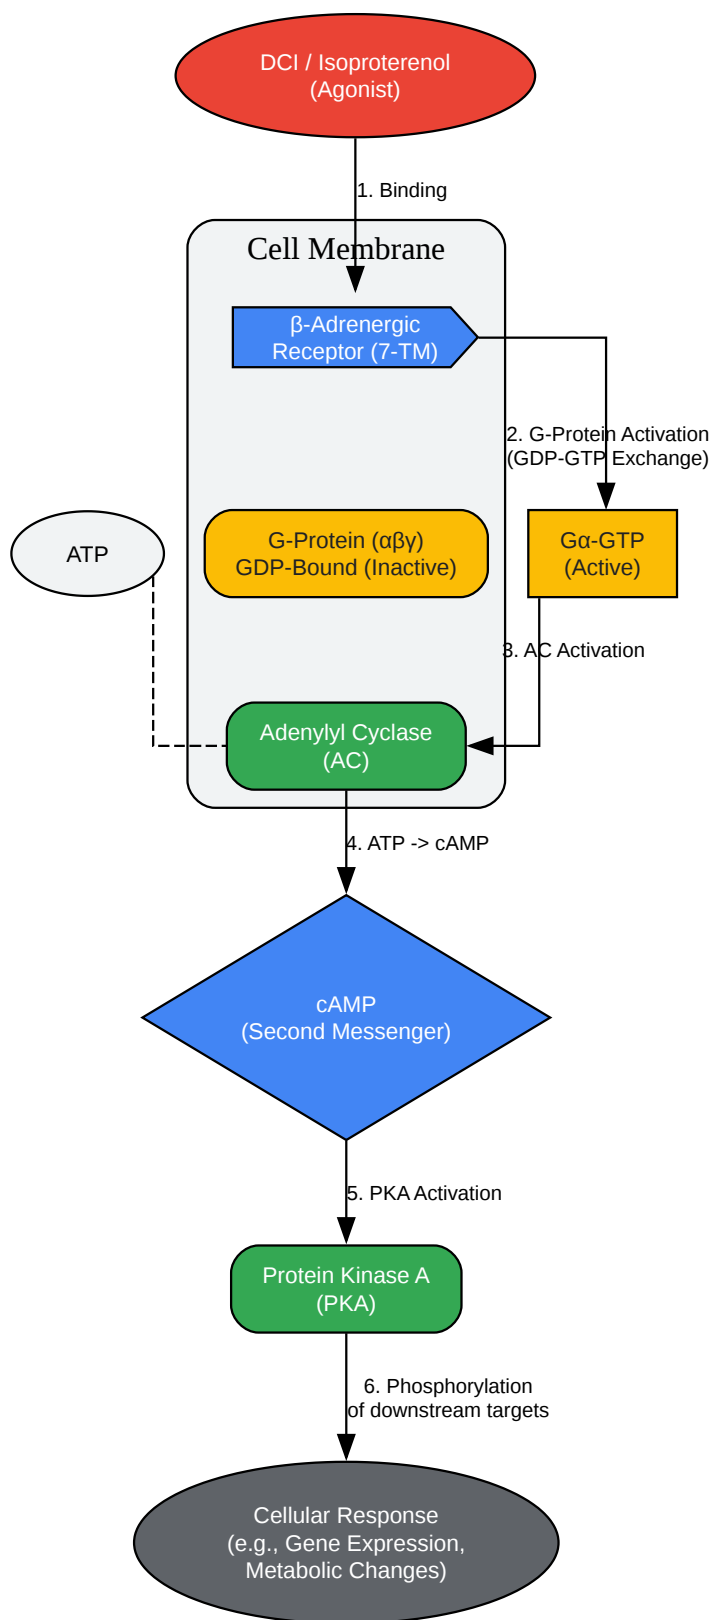 DCI / Isoproterenol
(Agonist)
1. Binding
Cell Membrane
β-Adrenergic
Receptor (7-TM)
2. G-Protein Activation
(GDP-GTP Exchange)
ATP
G-Protein (αβγ)
GDP-Bound (Inactive)
Gα-GTP
(Active)
3. AC Activation
Adenylyl Cyclase
(AC)
4. ATP -> cAMP
cAMP
(Second Messenger)
5. PKA Activation
Protein Kinase A
(PKA)
6. Phosphorylation
of downstream targets
Cellular Response
(e.g., Gene Expression,
Metabolic Changes)